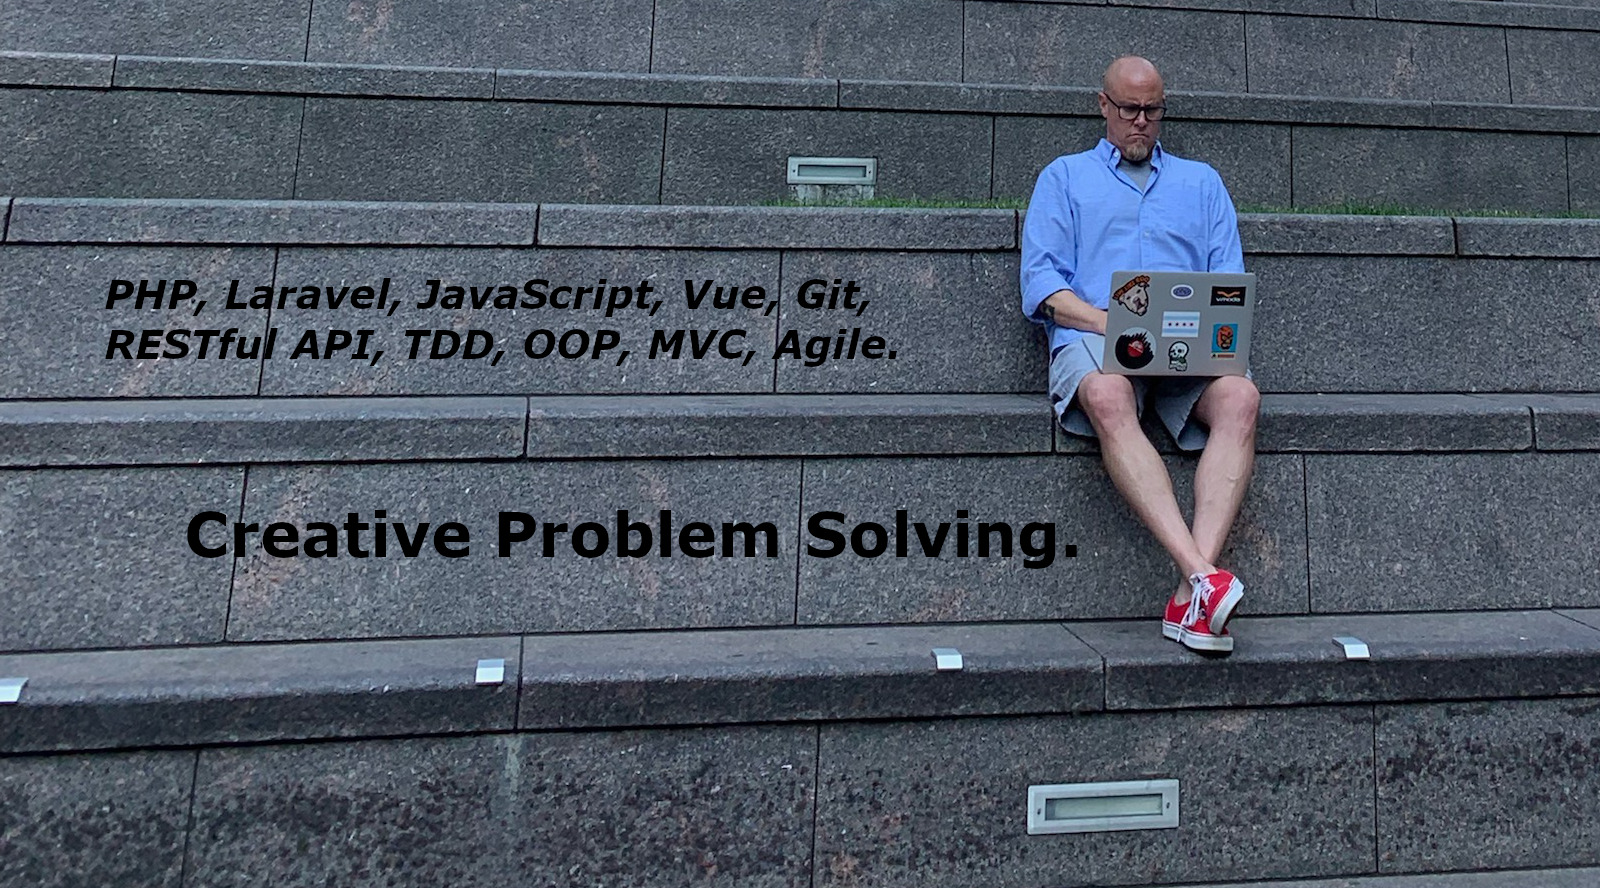 PHP, Laravel, JavaScript, Vue, Git,
RESTful API, TDD, OOP, MVC, Agile.
Creative Problem Solving.